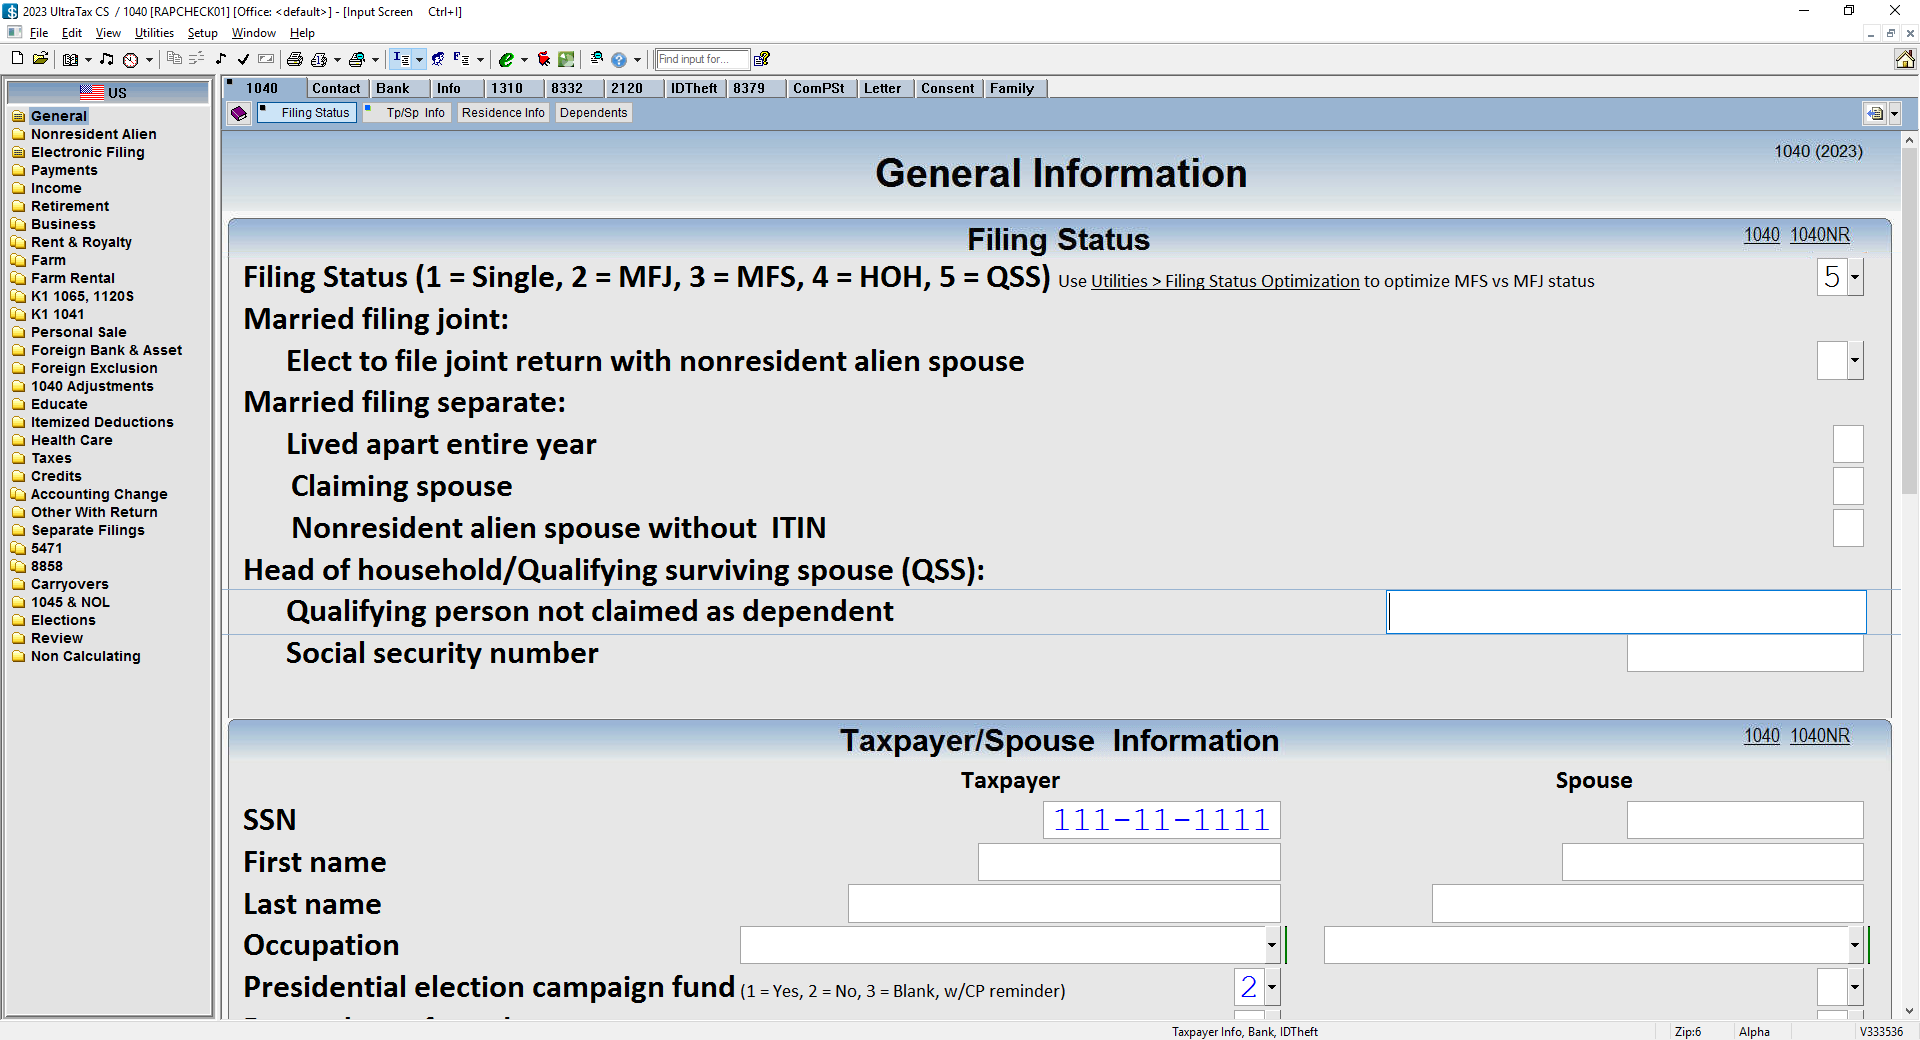 2023 UltraTax CS / 1040 [RAPCHECK01] [Office: <default>] - [Input Screen Ctrl+I]
File Edit View Utilities Setup Window Help
Find input for...
US
General
Nonresident Alien
Electronic Filing
Payments
Income
Retirement
Business
Rent & Royalty
Farm
Farm Rental
K1 1065, 1120S
K1 1041
Personal Sale
Foreign Bank & Asset
Foreign Exclusion
1040 Adjustments
Educate
Itemized Deductions
Health Care
Taxes
Credits
Accounting Change
Other With Return
Separate Filings
5471
8858
Carryovers
1045 & NOL
Elections
Review
Non Calculating
1040 Contact Bank Info 1310 8332 2120 IDTheft 8379 ComPSt Letter Consent Family
Filing Status Tp/Sp Info Residence Info Dependents
1040 (2023)
General Information
Filing Status 1040 1040NR
Filing Status (1 = Single, 2 = MFJ, 3 = MFS, 4 = HOH, 5 = QSS) Use Utilities > Filing Status Optimization to optimize MFS vs MFJ status 5
Married filing joint:
Elect to file joint return with nonresident alien spouse
Married filing separate:
Lived apart entire year
Claiming spouse
Nonresident alien spouse without ITIN
Head of household/Qualifying surviving spouse (QSS):
Qualifying person not claimed as dependent
Social security number
Taxpayer/Spouse Information 1040 1040NR
Taxpayer Spouse
SSN 111-11-1111
First name
Last name
Occupation
Presidential election campaign fund (1 = Yes, 2 = No, 3 = Blank, w/CP reminder) 2
Taxpayer Info, Bank, IDTheft Zip:6 Alpha V333536